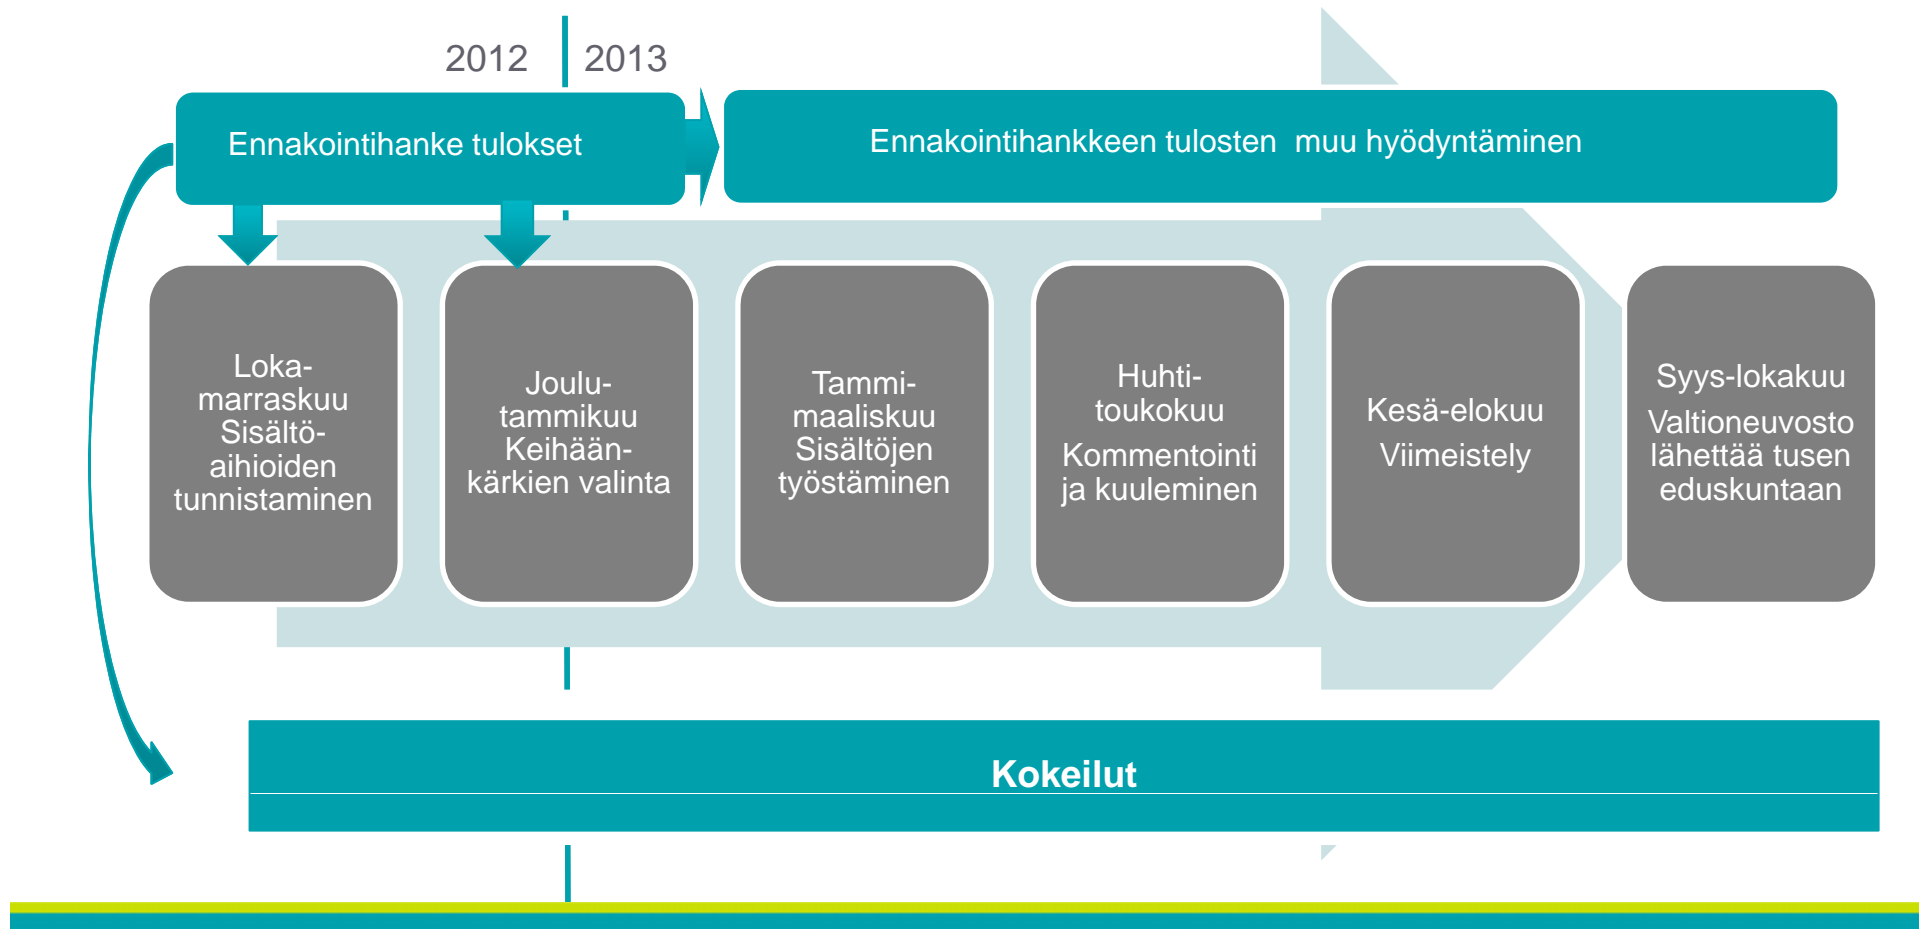 2012
2013
Ennakointihanke tulokset
Ennakointihankkeen tulosten  muu hyödyntäminen
Loka-
marraskuu
Sisältö-
aihioiden
tunnistaminen
Joulu-
tammikuu
Keihään-
kärkien valinta
Tammi-
maaliskuu
Sisältöjen
työstäminen
Huhti-
toukokuu
Kommentointi
ja kuuleminen
Kesä-elokuu
Viimeistely
Syys-lokakuu
Valtioneuvosto
lähettää tusen
eduskuntaan
Kokeilut